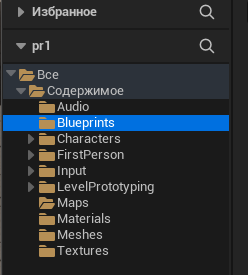 Избранное
pr1
Все
Содержимое
Audio
Blueprints
Characters
FirstPerson
Input
LevelPrototyping
Maps
Materials
Meshes
Textures